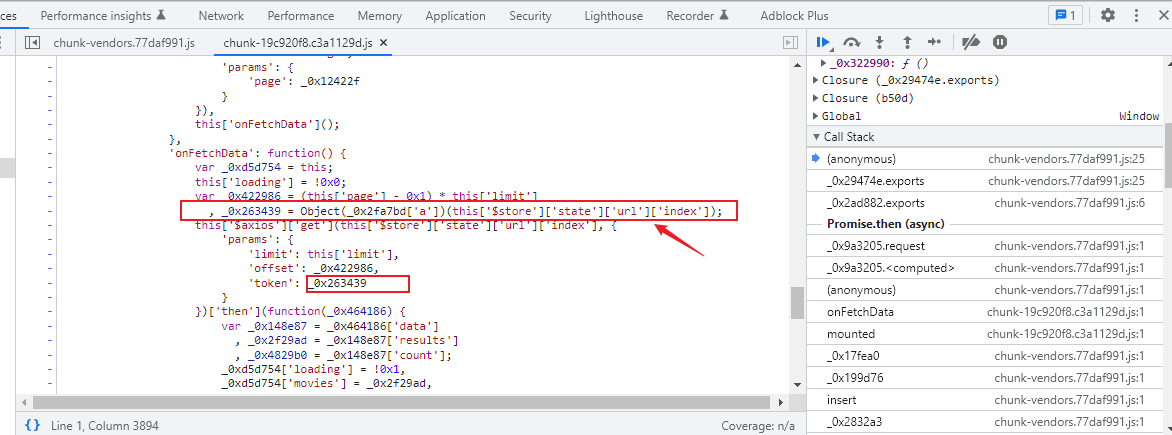 ces
Performance insights
Network
Performance
Memory
Application
Security
Lighthouse
Recorder
Adblock Plus
1
chunk-vendors.77daf991.js
chunk-19c920f8.c3a1129d.js ×
'params': {
'page': _0x12422f
}
}),
this['onFetchData']();
},
'onFetchData': function() {
var _0xd5d754 = this;
this['loading'] = !0x0;
var _0x422986 = (this['page'] - 0x1) * this['limit']
, _0x263439 = Object(_0x2fa7bd['a'])(this['$store']['state']['url']['index']);
this['$axios']['get'](this['$store']['state']['url']['index'], {
'params': {
'limit': this['limit'],
'offset': _0x422986,
'token': _0x263439
}
})['then'](function(_0x464186) {
var _0x148e87 = _0x464186['data']
, _0x2f29ad = _0x148e87['results']
, _0x4829b0 = _0x148e87['count'];
_0xd5d754['loading'] = !0x1,
_0xd5d754['movies'] = _0x2f29ad,
{} Line 1, Column 3894
Coverage: n/a
_0x322990: ƒ ()
Closure (_0x29474e.exports)
Closure (b50d)
Global Window
Call Stack
(anonymous) chunk-vendors.77daf991.js:25
_0x29474e.exports chunk-vendors.77daf991.js:25
_0x2ad882.exports chunk-vendors.77daf991.js:6
Promise.then (async)
_0x9a3205.request chunk-vendors.77daf991.js:1
_0x9a3205.<computed> chunk-vendors.77daf991.js:1
(anonymous) chunk-vendors.77daf991.js:1
onFetchData chunk-19c920f8.c3a1129d.js:1
mounted chunk-19c920f8.c3a1129d.js:1
_0x17fea0 chunk-vendors.77daf991.js:1
_0x199d76 chunk-vendors.77daf991.js:1
insert chunk-vendors.77daf991.js:1
_0x2832a3 chunk-vendors.77daf991.js:1